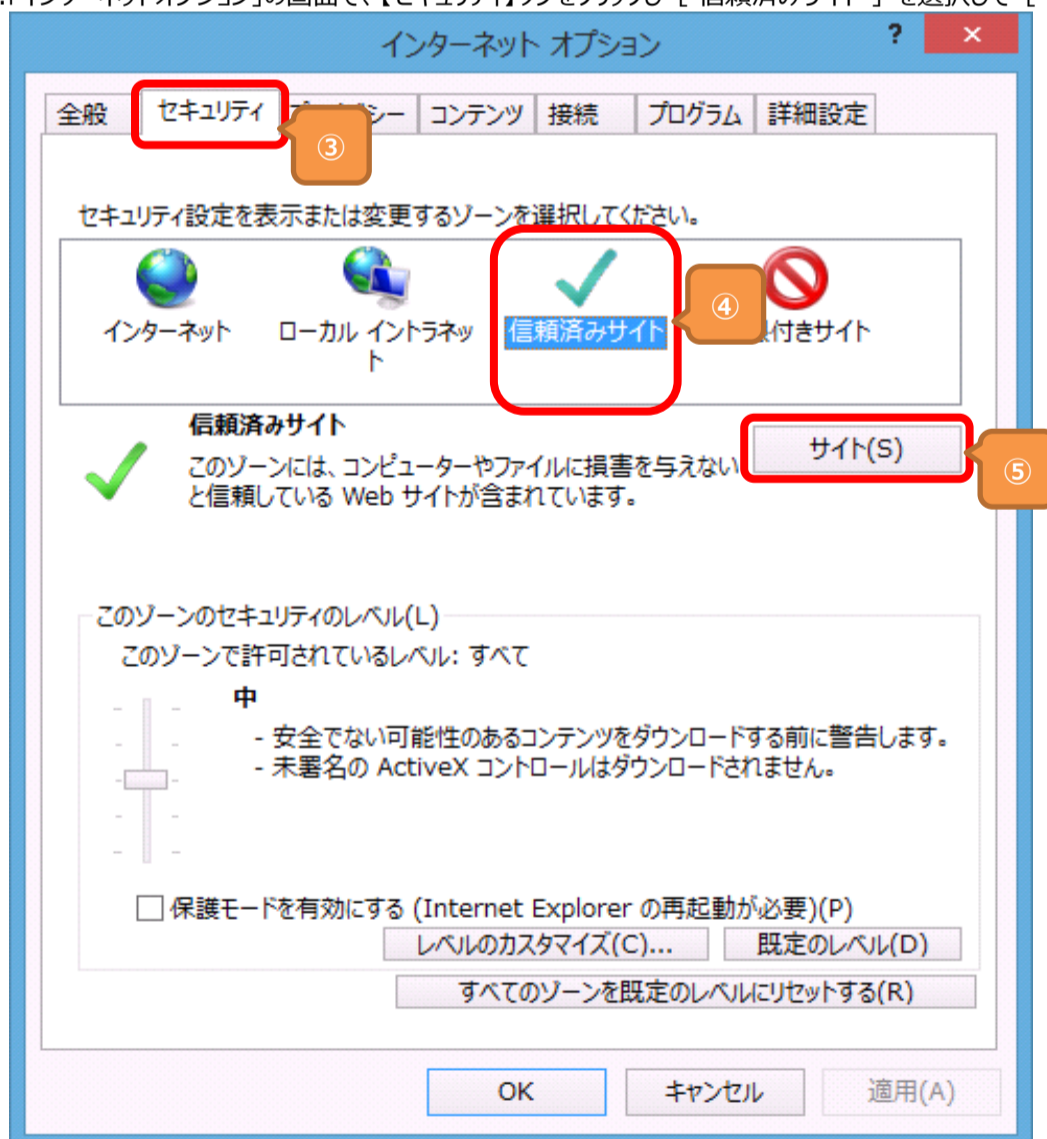 インターネット オプション
?
×
全般
セキュリティ
③
コンテンツ
接続
プログラム
詳細設定
セキュリティ設定を表示または変更するゾーンを選択してください。
インターネット
ローカル イントラネッ
ト
信頼済みサイト
④
付きサイト
信頼済みサイト
このゾーンには、コンピューターやファイルに損害を与えない
と信頼している Web サイトが含まれています。
サイト(S)
⑤
このゾーンのセキュリティのレベル(L)
このゾーンで許可されているレベル: すべて
中
- 安全でない可能性のあるコンテンツをダウンロードする前に警告します。
- 未署名の ActiveX コントロールはダウンロードされません。
保護モードを有効にする (Internet Explorer の再起動が必要)(P)
レベルのカスタマイズ(C)...
既定のレベル(D)
すべてのゾーンを既定のレベルにリセットする(R)
OK
キャンセル
適用(A)